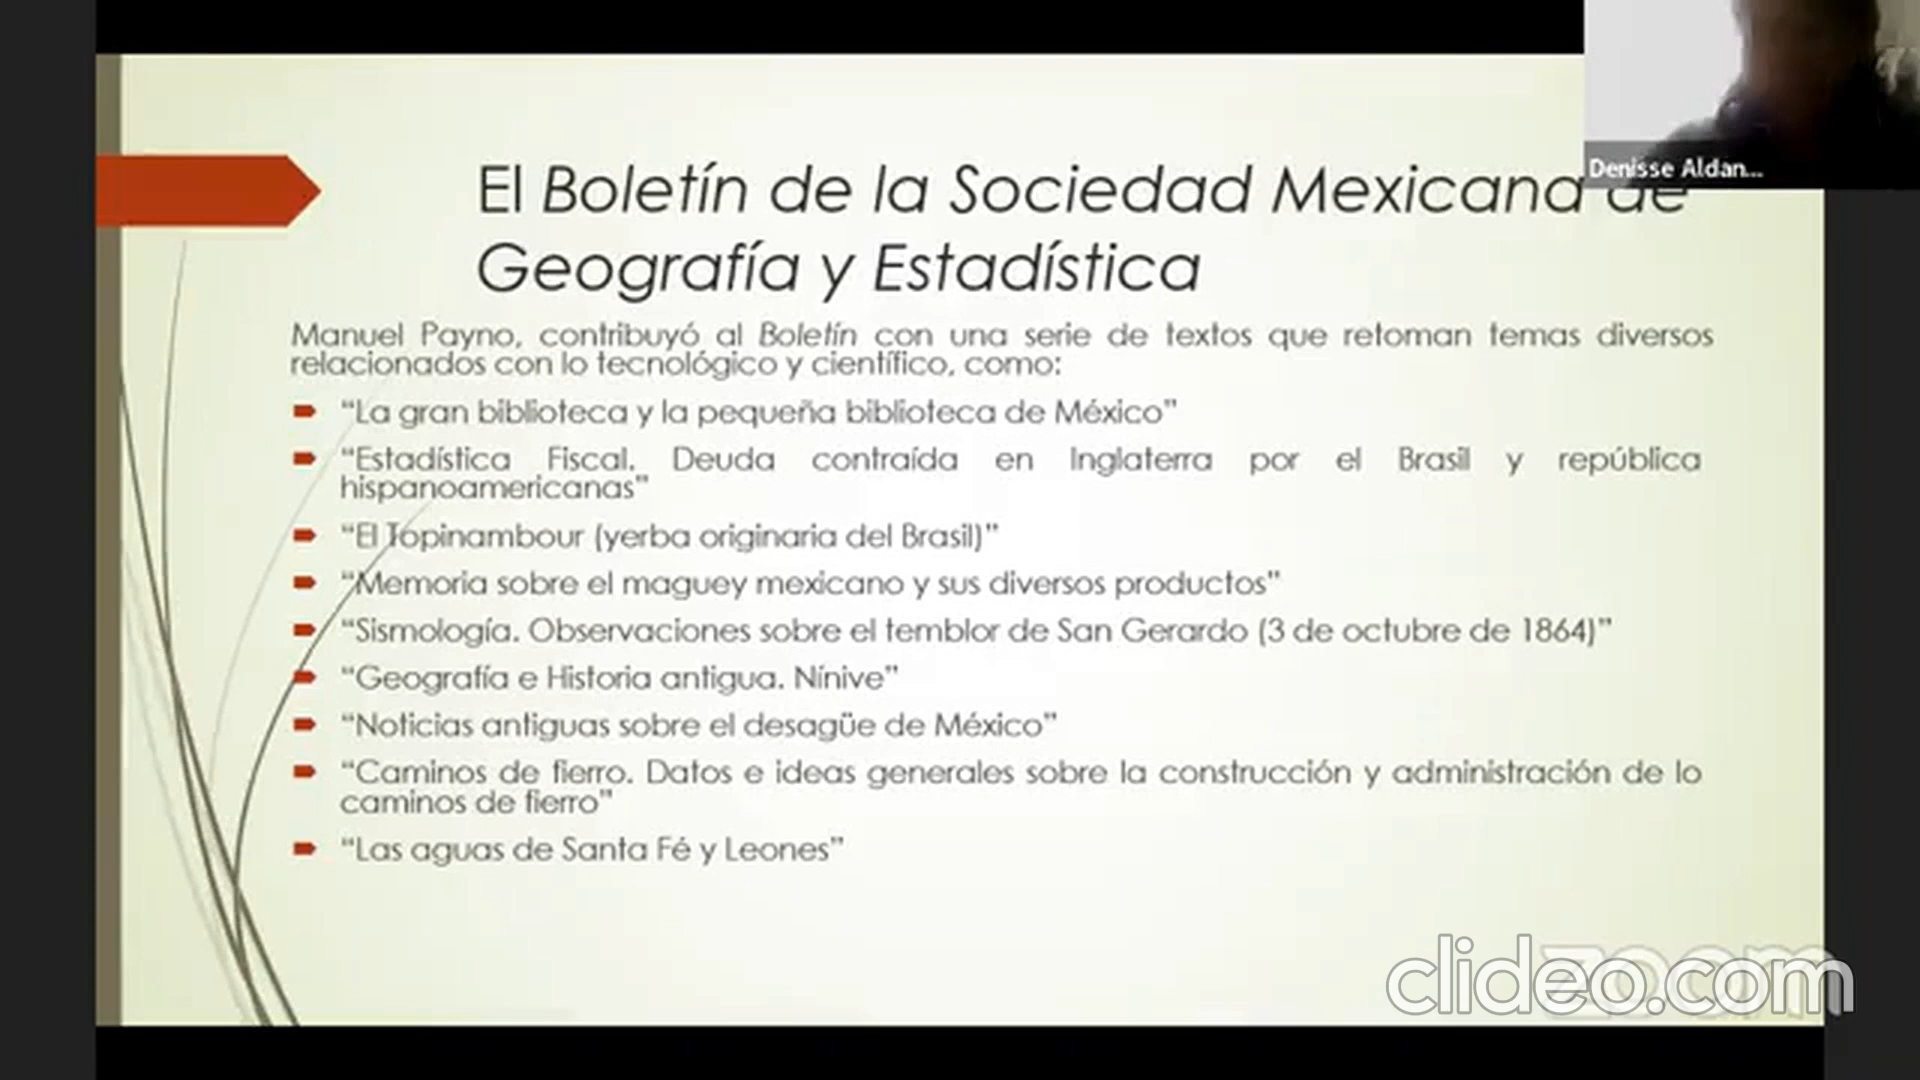 Denisse Aldan...
El Boletín de la Sociedad Mexicana de
Geografía y Estadística
Manuel Payno, contribuyó al Boletín con una serie de textos que retoman temas diversos
relacionados con lo tecnológico y científico, como:
“La gran biblioteca y la pequeña biblioteca de México”
“Estadística Fiscal. Deuda contraída en Inglaterra por el Brasil y república
hispanoamericanas”
“El Topinambour (yerba originaria del Brasil)”
“Memoria sobre el maguey mexicano y sus diversos productos”
“Sismología. Observaciones sobre el temblor de San Gerardo (3 de octubre de 1864)”
“Geografía e Historia antigua. Nínive”
“Noticias antiguas sobre el desagüe de México”
“Caminos de fierro. Datos e ideas generales sobre la construcción y administración de lo
caminos de fierro”
“Las aguas de Santa Fé y Leones”
zoom
clideo.com